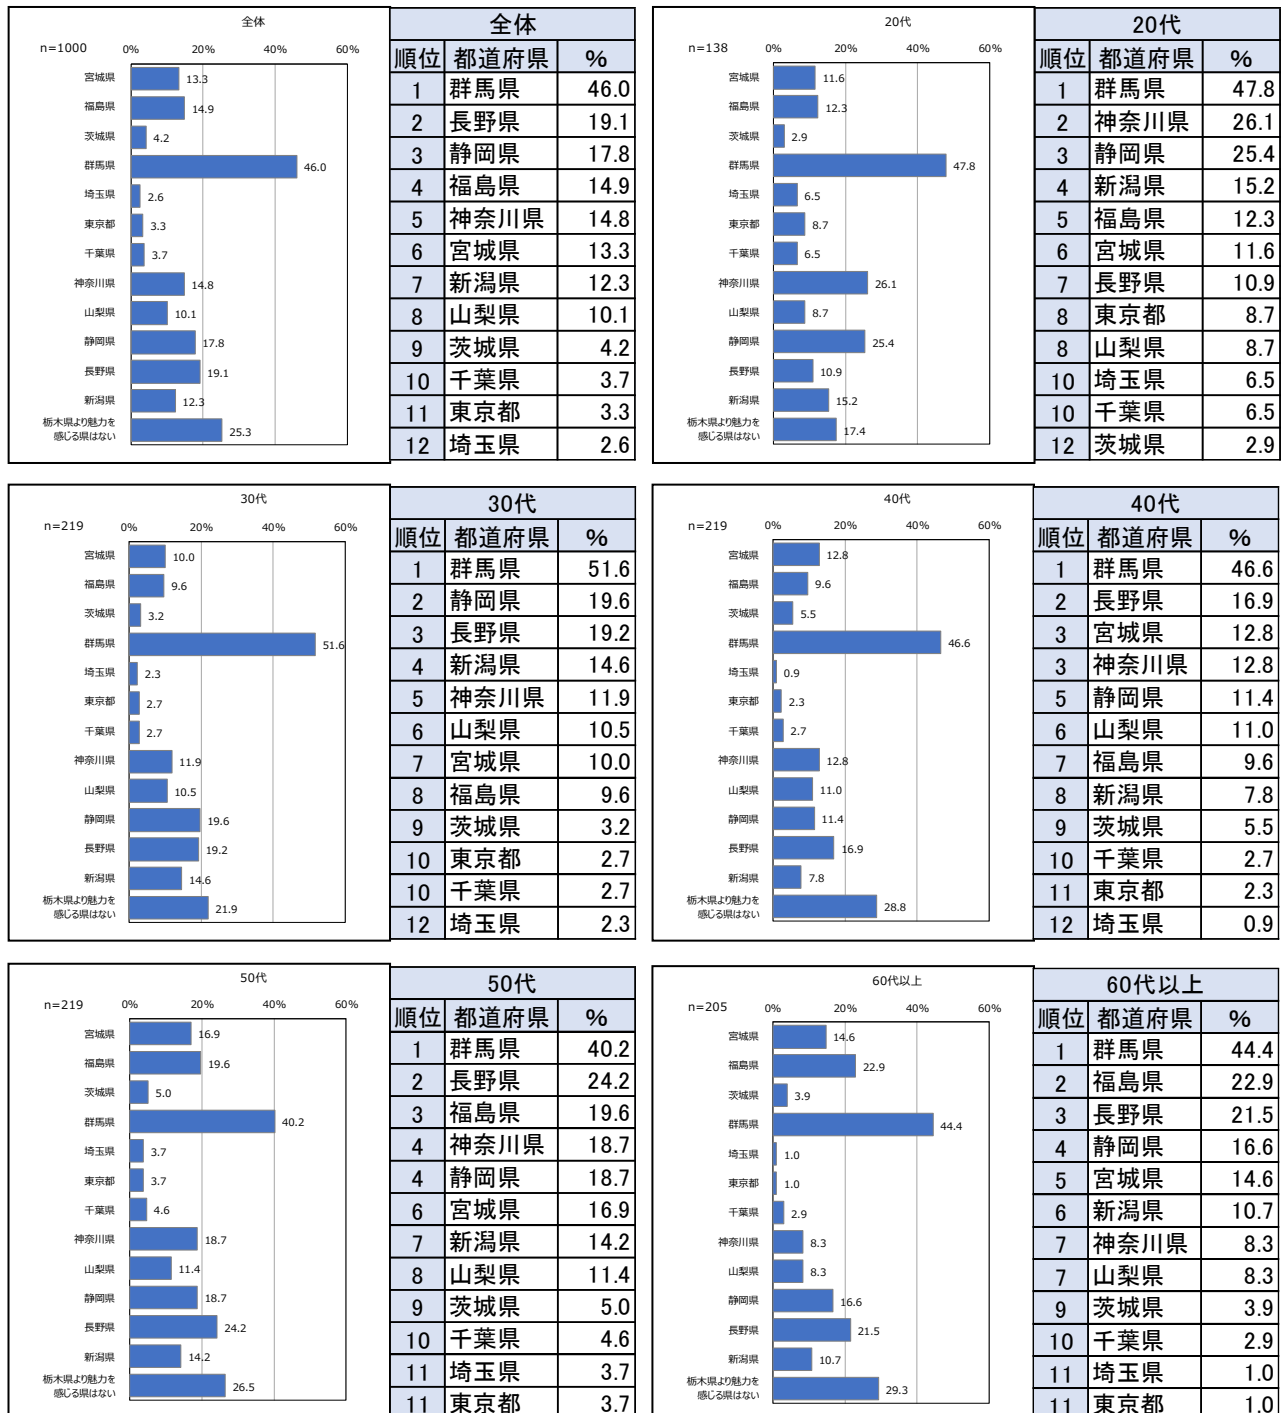 全体
n=1000 0% 20% 40% 60%
宮城県 13.3
福島県 14.9
茨城県 4.2
群馬県 46.0
埼玉県 2.6
東京都 3.3
千葉県 3.7
神奈川県 14.8
山梨県 10.1
静岡県 17.8
長野県 19.1
新潟県 12.3
栃木県より魅力を
感じる県はない 25.3
全体
順位 都道府県 %
1 群馬県 46.0
2 長野県 19.1
3 静岡県 17.8
4 福島県 14.9
5 神奈川県 14.8
6 宮城県 13.3
7 新潟県 12.3
8 山梨県 10.1
9 茨城県 4.2
10 千葉県 3.7
11 東京都 3.3
12 埼玉県 2.6
20代
n=138 0% 20% 40% 60%
宮城県 11.6
福島県 12.3
茨城県 2.9
群馬県 47.8
埼玉県 6.5
東京都 8.7
千葉県 6.5
神奈川県 26.1
山梨県 8.7
静岡県 25.4
長野県 10.9
新潟県 15.2
栃木県より魅力を
感じる県はない 17.4
20代
順位 都道府県 %
1 群馬県 47.8
2 神奈川県 26.1
3 静岡県 25.4
4 新潟県 15.2
5 福島県 12.3
6 宮城県 11.6
7 長野県 10.9
8 東京都 8.7
8 山梨県 8.7
10 埼玉県 6.5
10 千葉県 6.5
12 茨城県 2.9
30代
n=219 0% 20% 40% 60%
宮城県 10.0
福島県 9.6
茨城県 3.2
群馬県 51.6
埼玉県 2.3
東京都 2.7
千葉県 2.7
神奈川県 11.9
山梨県 10.5
静岡県 19.6
長野県 19.2
新潟県 14.6
栃木県より魅力を
感じる県はない 21.9
30代
順位 都道府県 %
1 群馬県 51.6
2 静岡県 19.6
3 長野県 19.2
4 新潟県 14.6
5 神奈川県 11.9
6 山梨県 10.5
7 宮城県 10.0
8 福島県 9.6
9 茨城県 3.2
10 東京都 2.7
10 千葉県 2.7
12 埼玉県 2.3
40代
n=219 0% 20% 40% 60%
宮城県 12.8
福島県 9.6
茨城県 5.5
群馬県 46.6
埼玉県 0.9
東京都 2.3
千葉県 2.7
神奈川県 12.8
山梨県 11.0
静岡県 11.4
長野県 16.9
新潟県 7.8
栃木県より魅力を
感じる県はない 28.8
40代
順位 都道府県 %
1 群馬県 46.6
2 長野県 16.9
3 宮城県 12.8
3 神奈川県 12.8
5 静岡県 11.4
6 山梨県 11.0
7 福島県 9.6
8 新潟県 7.8
9 茨城県 5.5
10 千葉県 2.7
11 東京都 2.3
12 埼玉県 0.9
50代
n=219 0% 20% 40% 60%
宮城県 16.9
福島県 19.6
茨城県 5.0
群馬県 40.2
埼玉県 3.7
東京都 3.7
千葉県 4.6
神奈川県 18.7
山梨県 11.4
静岡県 18.7
長野県 24.2
新潟県 14.2
栃木県より魅力を
感じる県はない 26.5
50代
順位 都道府県 %
1 群馬県 40.2
2 長野県 24.2
3 福島県 19.6
4 神奈川県 18.7
4 静岡県 18.7
6 宮城県 16.9
7 新潟県 14.2
8 山梨県 11.4
9 茨城県 5.0
10 千葉県 4.6
11 埼玉県 3.7
11 東京都 3.7
60代以上
n=205 0% 20% 40% 60%
宮城県 14.6
福島県 22.9
茨城県 3.9
群馬県 44.4
埼玉県 1.0
東京都 1.0
千葉県 2.9
神奈川県 8.3
山梨県 8.3
静岡県 16.6
長野県 21.5
新潟県 10.7
栃木県より魅力を
感じる県はない 29.3
60代以上
順位 都道府県 %
1 群馬県 44.4
2 福島県 22.9
3 長野県 21.5
4 静岡県 16.6
5 宮城県 14.6
6 新潟県 10.7
7 神奈川県 8.3
7 山梨県 8.3
9 茨城県 3.9
10 千葉県 2.9
11 埼玉県 1.0
11 東京都 1.0